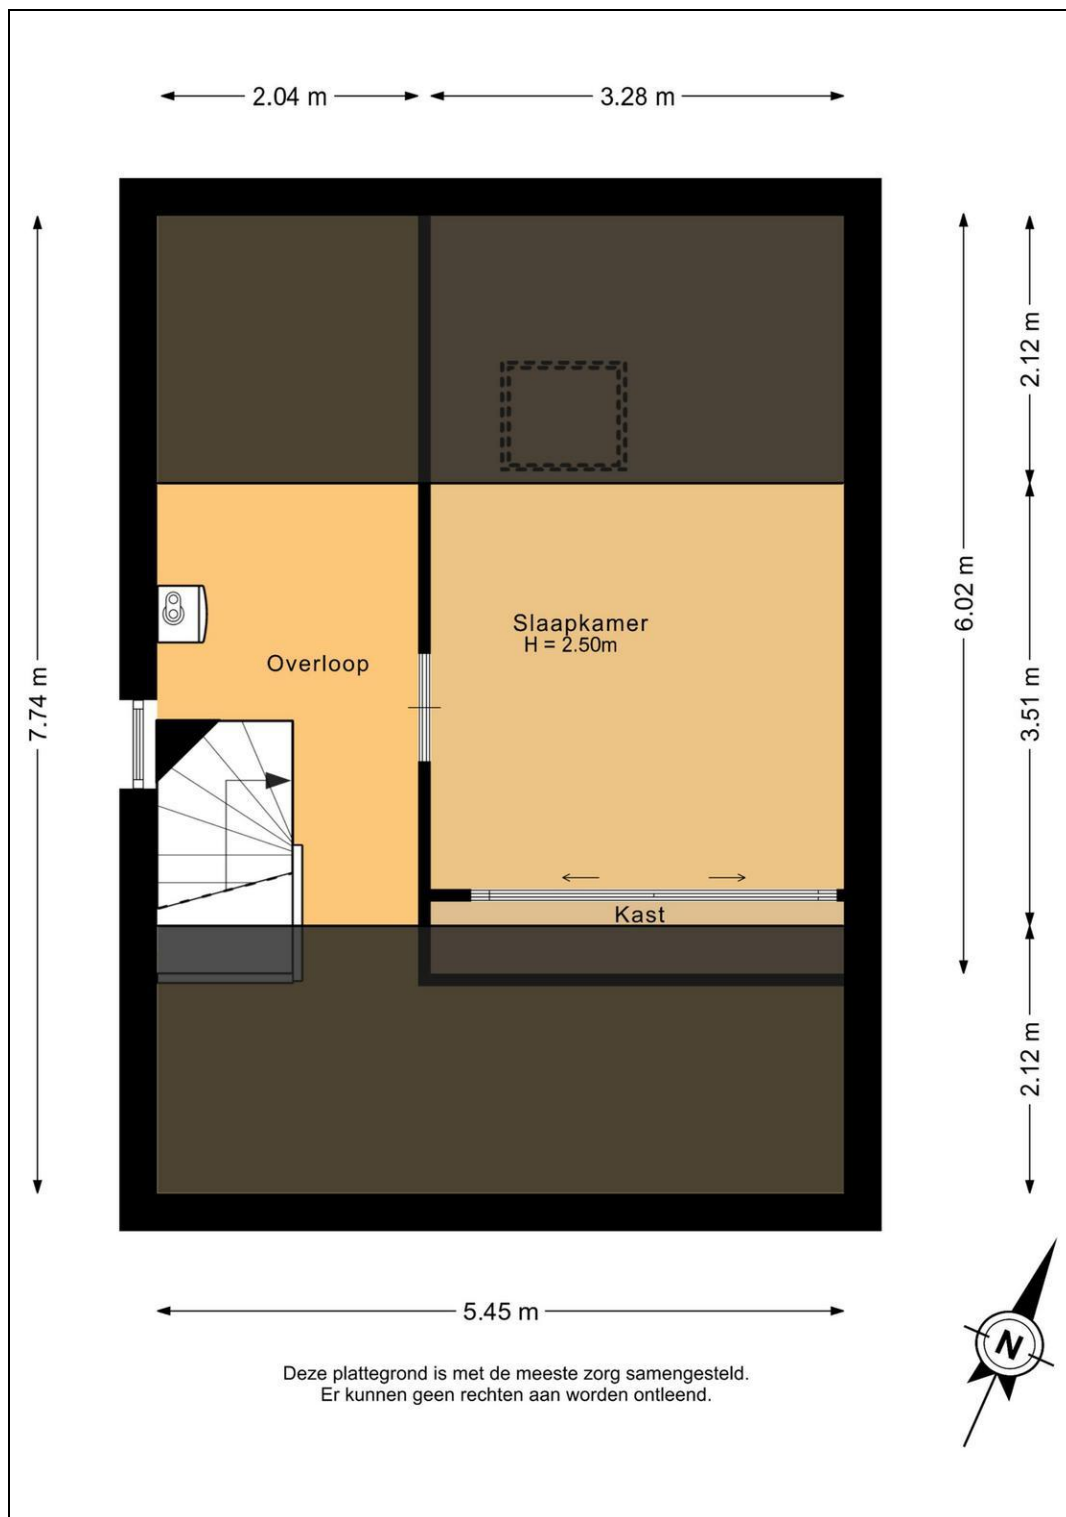 2.04 m
3.28 m
2.12 m
6.02 m
Slaapkamer
H = 2.50m
Overloop
7.74 m
3.51 m
Kast
2.12 m
5.45 m
N
Deze plattegrond is met de meeste zorg samengesteld.
Er kunnen geen rechten aan worden ontleend.